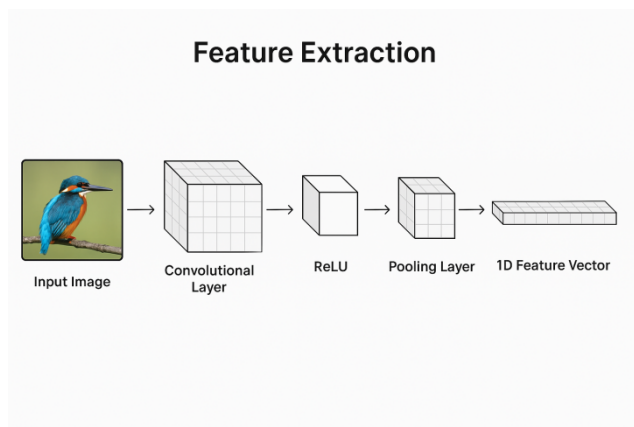 Feature Extraction
Input Image
Convolutional
Layer
ReLU
Pooling Layer
1D Feature Vector